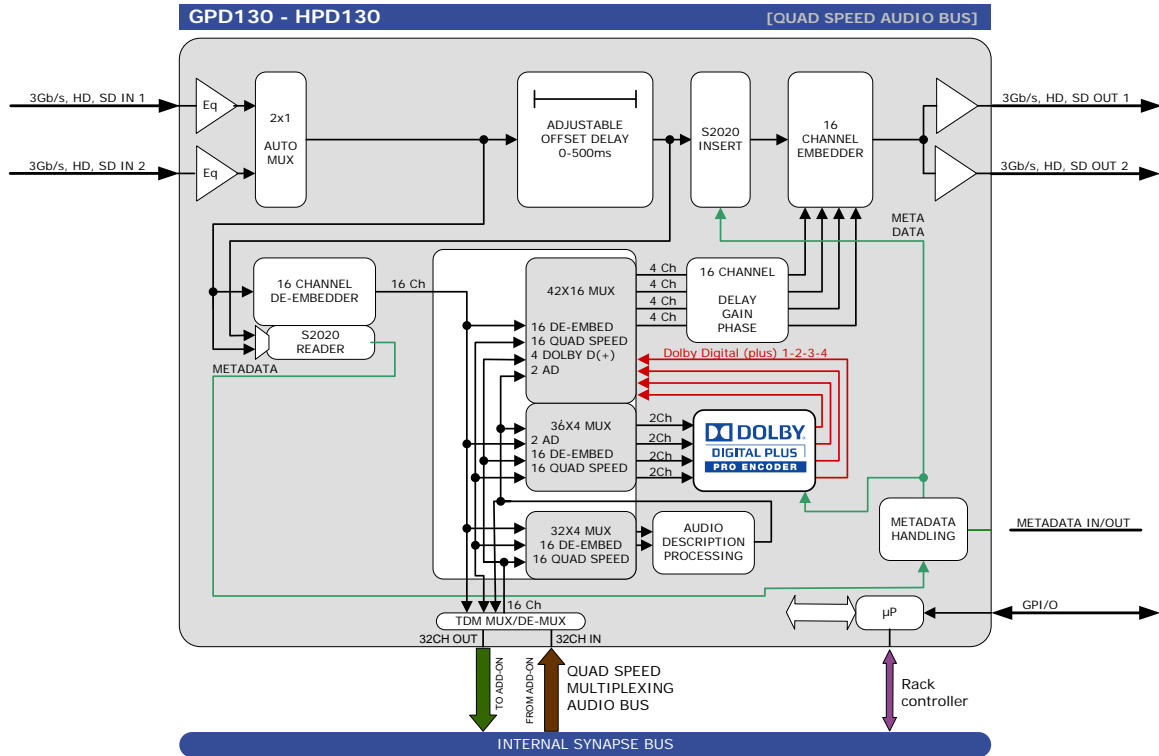 GPD130 - HPD130
[QUAD SPEED AUDIO BUS]
3Gb/s, HD, SD IN 1
Eq
2x1
AUTO
MUX
3Gb/s, HD, SD IN 2
Eq
ADJUSTABLE
OFFSET DELAY
0-500ms
S2020
INSERT
16
CHANNEL
EMBEDDER
3Gb/s, HD, SD OUT 1
3Gb/s, HD, SD OUT 2
META
DATA
16 CHANNEL
DE-EMBEDDER
16 Ch
S2020
READER
METADATA
42X16 MUX
16 DE-EMBED
16 QUAD SPEED
4 DOLBY D(+)
2 AD
4 Ch
4 Ch
4 Ch
4 Ch
16 CHANNEL
DELAY
GAIN
PHASE
Dolby Digital (plus) 1-2-3-4
36X4 MUX
2 AD
16 DE-EMBED
16 QUAD SPEED
2Ch
2Ch
2Ch
2Ch
DOLBY
DIGITAL PLUS
PRO ENCODER
32X4 MUX
16 DE-EMBED
16 QUAD SPEED
AUDIO
DESCRIPTION
PROCESSING
METADATA
HANDLING
METADATA IN/OUT
16 Ch
TDM MUX/DE-MUX
32CH OUT
32CH IN
µP
GPI/O
TO ADD-ON
FROM ADD-ON
QUAD SPEED
MULTIPLEXING
AUDIO BUS
Rack
controller
INTERNAL SYNAPSE BUS